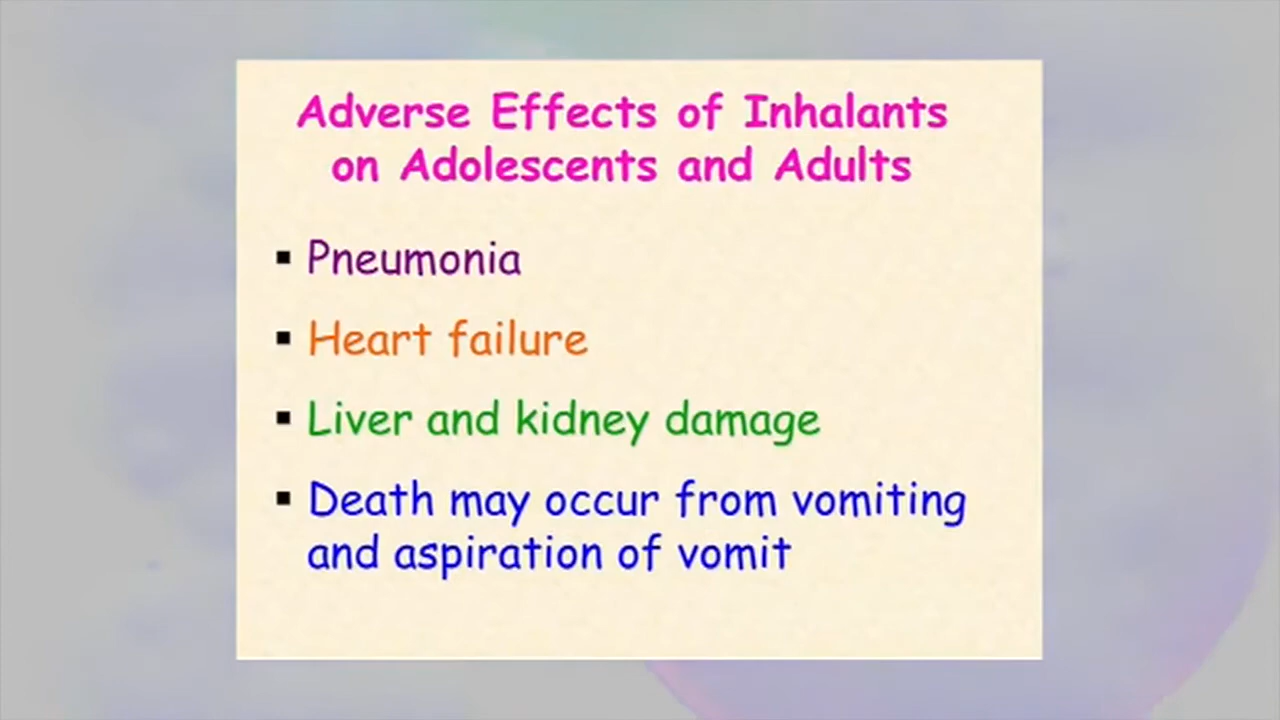 Adverse Effects of Inhalants
on Adolescents and Adults
▪ Pneumonia
▪ Heart failure
▪ Liver and kidney damage
▪ Death may occur from vomiting
and aspiration of vomit